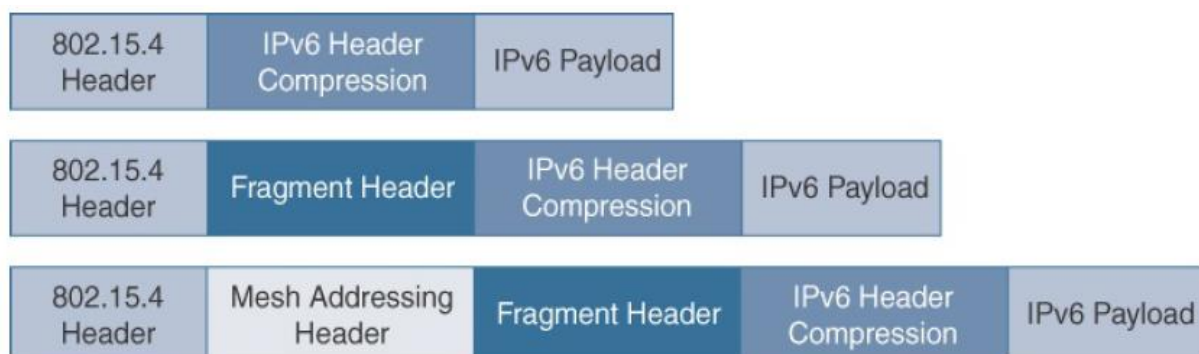 802.15.4
Header
IPv6 Header
Compression
IPv6 Payload
802.15.4
Header
Fragment Header
IPv6 Header
Compression
IPv6 Payload
802.15.4
Header
Mesh Addressing
Header
Fragment Header
IPv6 Header
Compression
IPv6 Payload